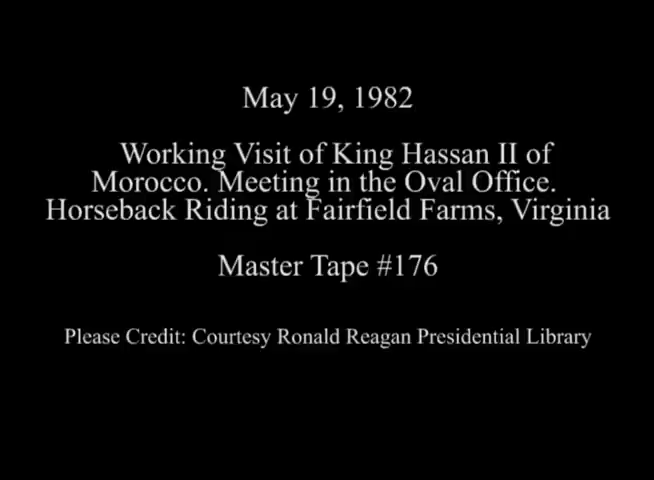 May 19, 1982
Working Visit of King Hassan II of
Morocco. Meeting in the Oval Office.
Horseback Riding at Fairfield Farms, Virginia
Master Tape #176
Please Credit: Courtesy Ronald Reagan Presidential Library